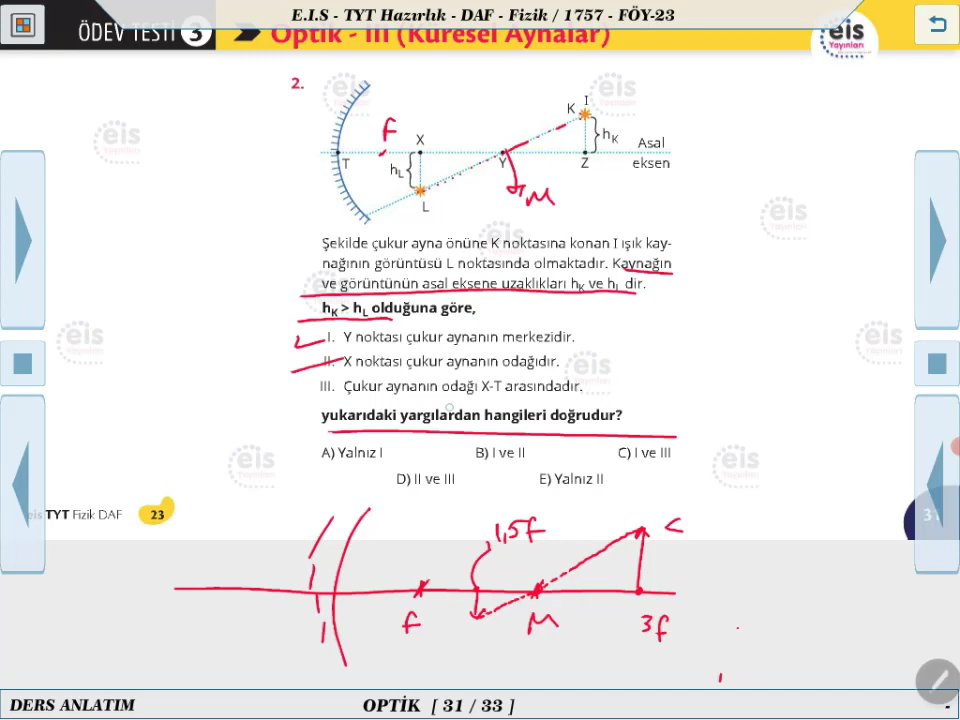 E.I.S - TYT Hazırlık - DAF - Fizik / 1757 - FÖY-23
ÖDEV TESTİ 3
Optik - III (Küresel Aynalar)
eis
Yayınları
2.
I
K
F
X
hK
Asal
T
hL
Y
Z
eksen
M
L
Şekilde çukur ayna önüne K noktasına konan I ışık kay-
nağının görüntüsü L noktasında olmaktadır. Kaynağın
ve görüntünün asal eksene uzaklıkları hK ve hL dir.
hK > hL olduğuna göre,
I. Y noktası çukur aynanın merkezidir.
II. X noktası çukur aynanın odağıdır.
III. Çukur aynanın odağı X-T arasındadır.
yukarıdaki yargılardan hangileri doğrudur?
A) Yalnız I B) I ve II C) I ve III
D) II ve III E) Yalnız II
eis TYT Fizik DAF 23
31
1,5f
F M 3f
DERS ANLATIM OPTİK [ 31 / 33 ] -